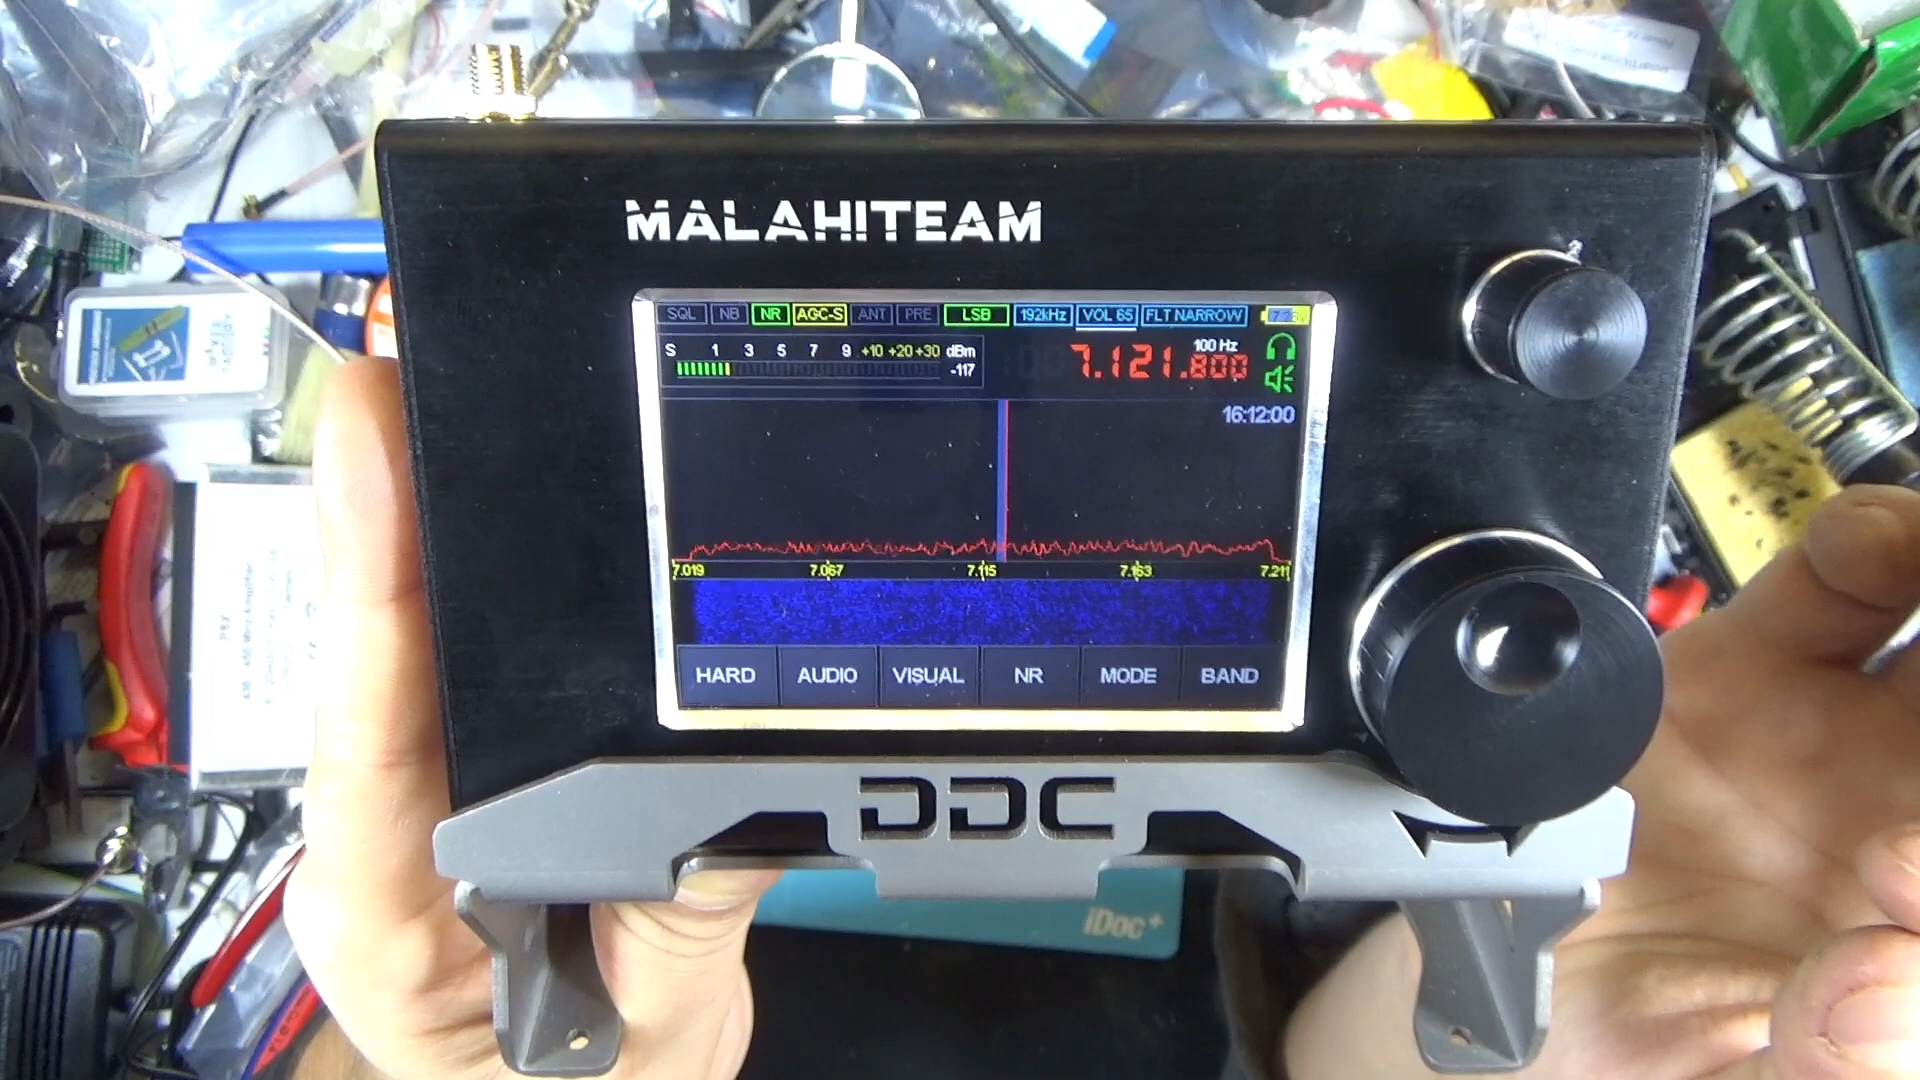 MALAHITEAM
SQL NB NR AGC-S ANT PRE LSB 192kHz VOL 65 FLT NARROW
S 1 3 5 7 9 +10 +20 +30 dBm
-117
100 Hz
7.121.800
16:12:00
7.019 7.067 7.115 7.163 7.211
HARD AUDIO VISUAL NR MODE BAND
DDC
iDoc+